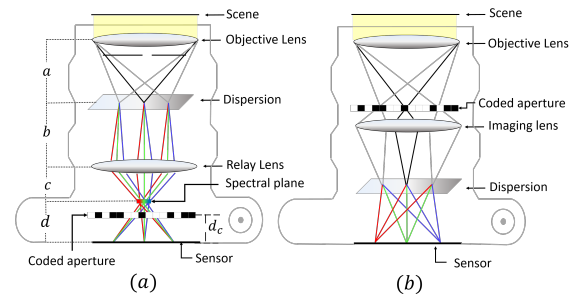 Scene
Objective Lens
a
Dispersion
b
Relay Lens
c
Spectral plane
d
d_c
Coded aperture
Sensor
(a)
Scene
Objective Lens
Coded aperture
Imaging lens
Dispersion
Sensor
(b)